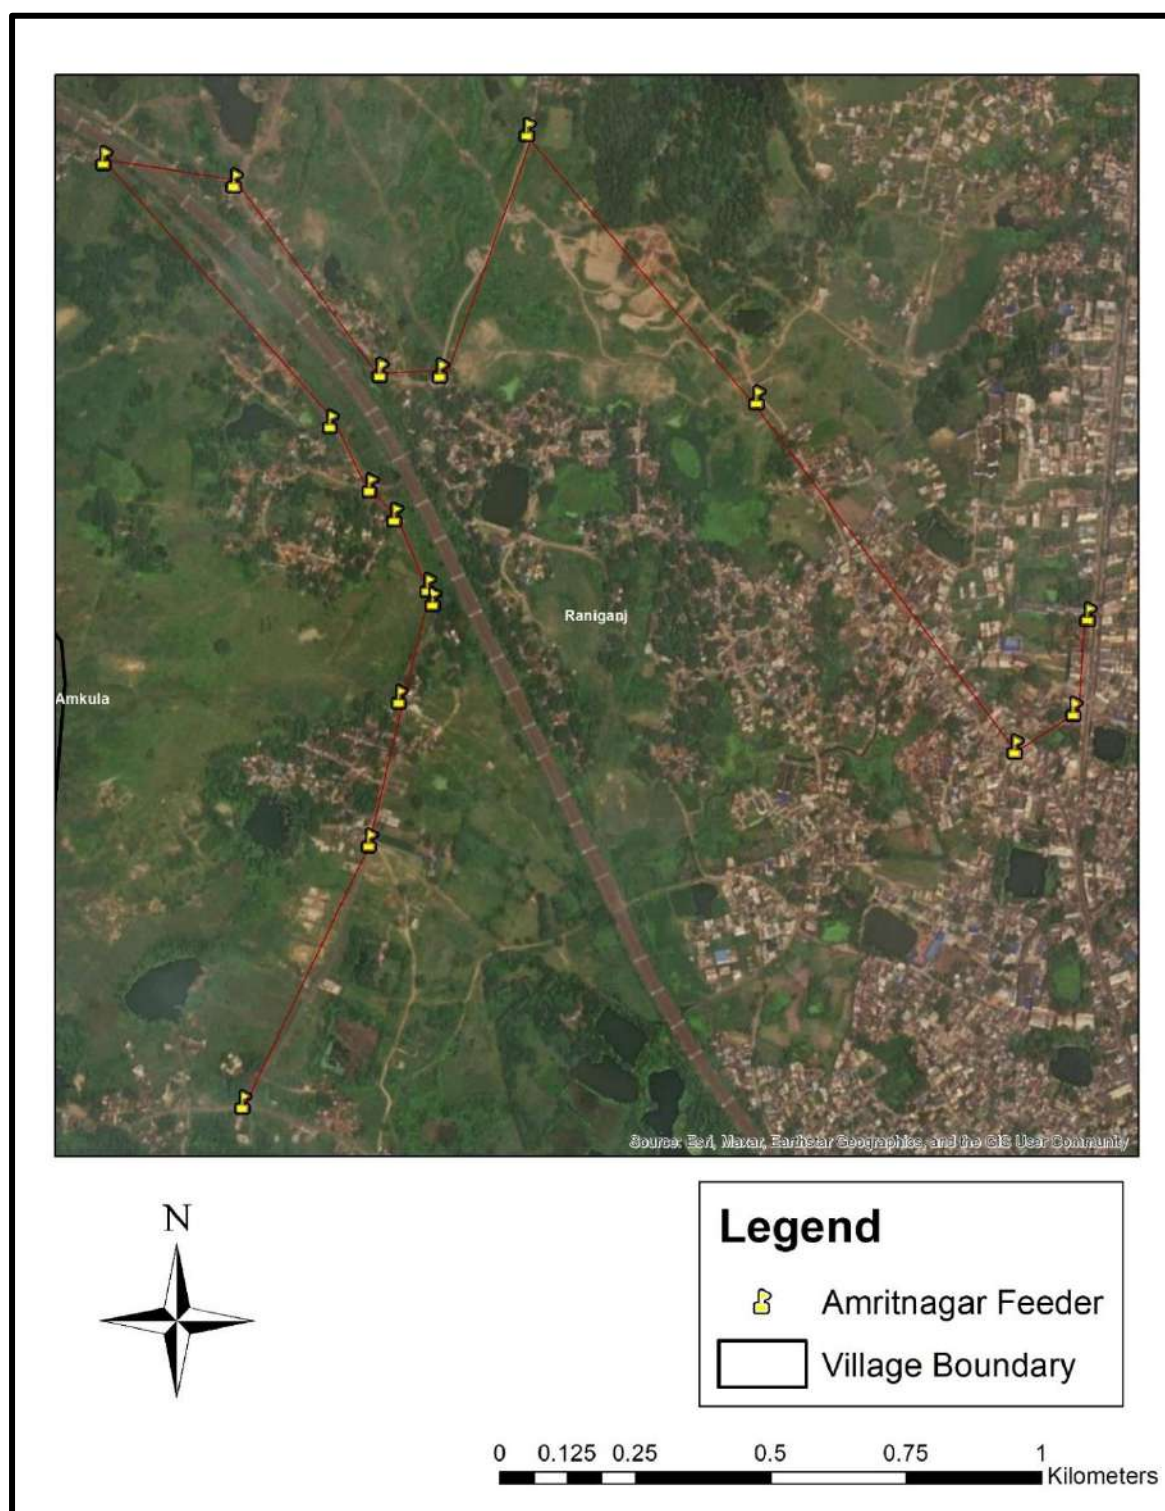 Raniganj
Amkula
Source: Esri, Maxar, Earthstar Geographics, and the GIS User Community
N
Legend
Amritnagar Feeder
Village Boundary
0 0.125 0.25 0.5 0.75 1
Kilometers